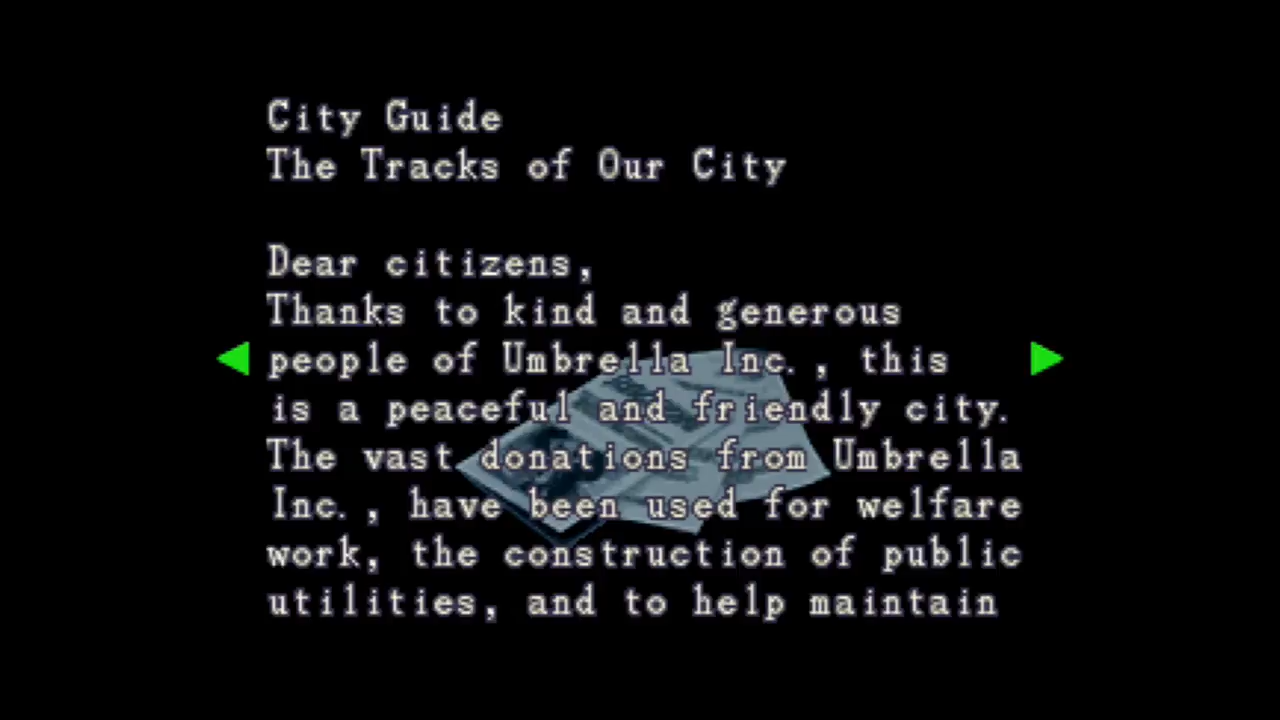 City Guide
The Tracks of Our City
Dear citizens,
Thanks to kind and generous
people of Umbrella Inc., this
is a peaceful and friendly city.
The vast donations from Umbrella
Inc., have been used for welfare
work, the construction of public
utilities, and to help maintain